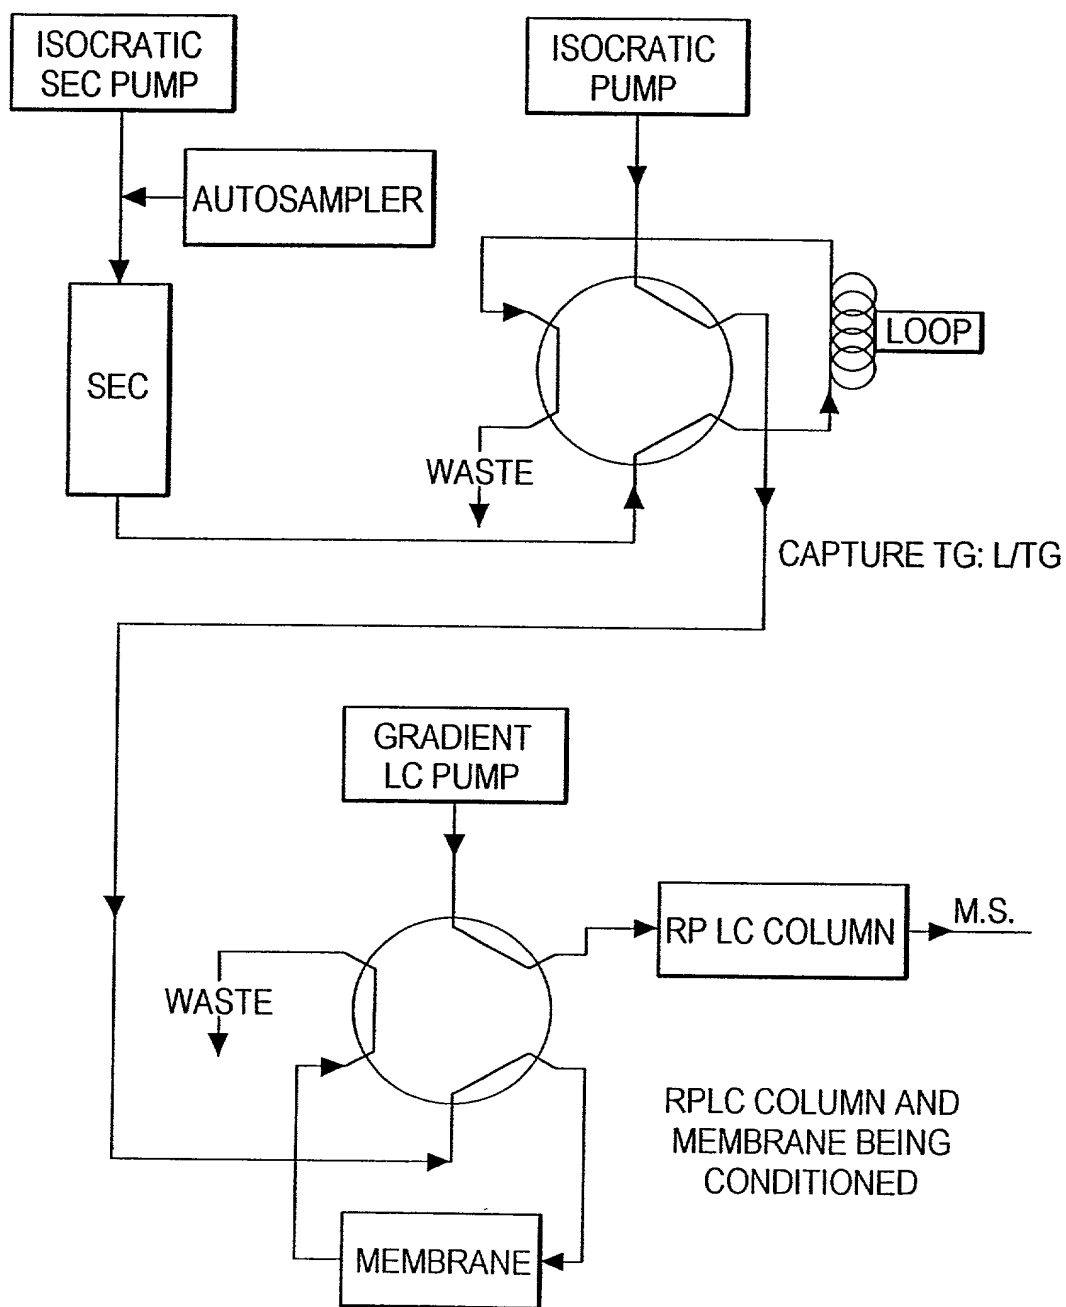 ISOCRATIC
SEC PUMP
ISOCRATIC
PUMP
AUTOSAMPLER
SEC
LOOP
WASTE
CAPTURE TG: L/TG
GRADIENT
LC PUMP
RP LC COLUMN
M.S.
WASTE
RPLC COLUMN AND
MEMBRANE BEING
CONDITIONED
MEMBRANE